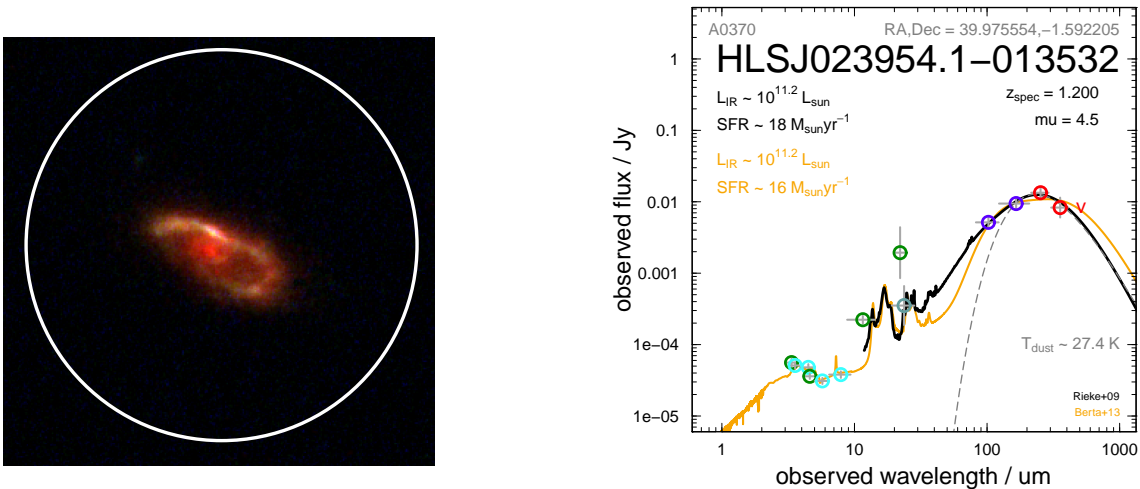 A0370 RA,Dec = 39.975554,−1.592205
HLSJ023954.1−013532
L_IR ~ 10^11.2 L_sun
z_spec = 1.200
SFR ~ 18 M_sun yr^−1
mu = 4.5
L_IR ~ 10^11.2 L_sun
SFR ~ 16 M_sun yr^−1
V
T_dust ~ 27.4 K
Rieke+09
Berta+13
1
0.1
0.01
0.001
1e−04
1e−05
observed flux / Jy
1 10 100 1000
observed wavelength / um